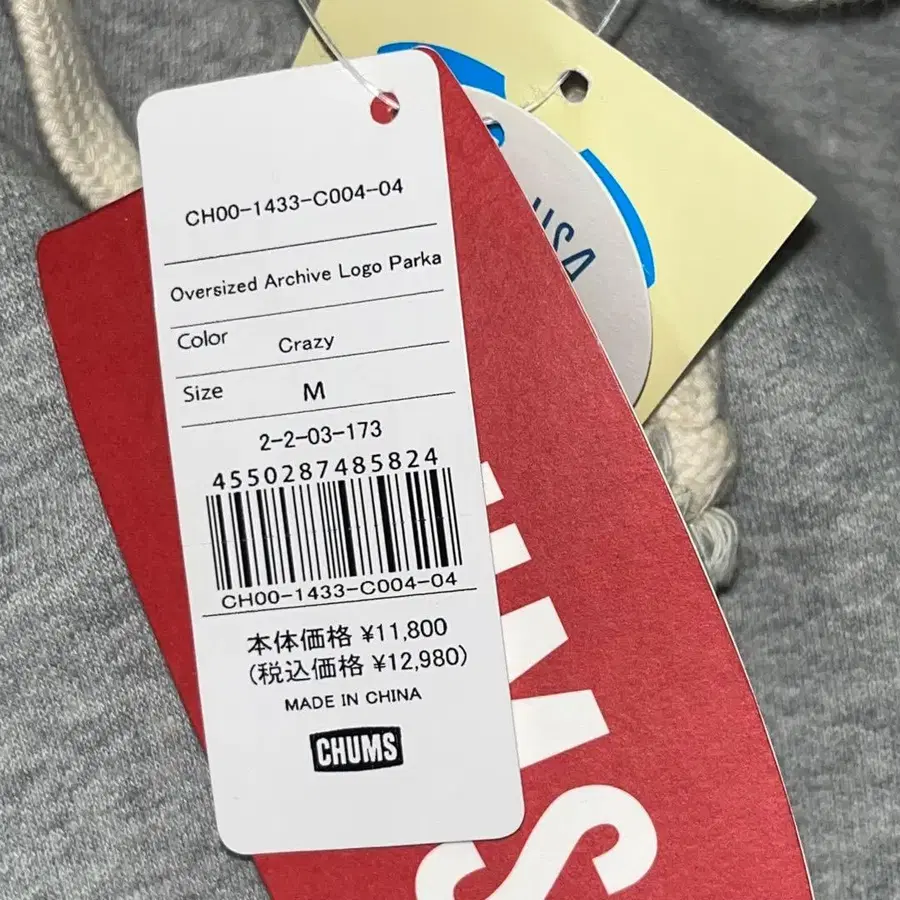 CH00-1433-C004-04
Oversized Archive Logo Parka
Color Crazy
Size M
2-2-03-173
4550287485824
CH00-1433-C004-04
本体価格 ¥11,800
(税込価格 ¥12,980)
MADE IN CHINA
CHUMS